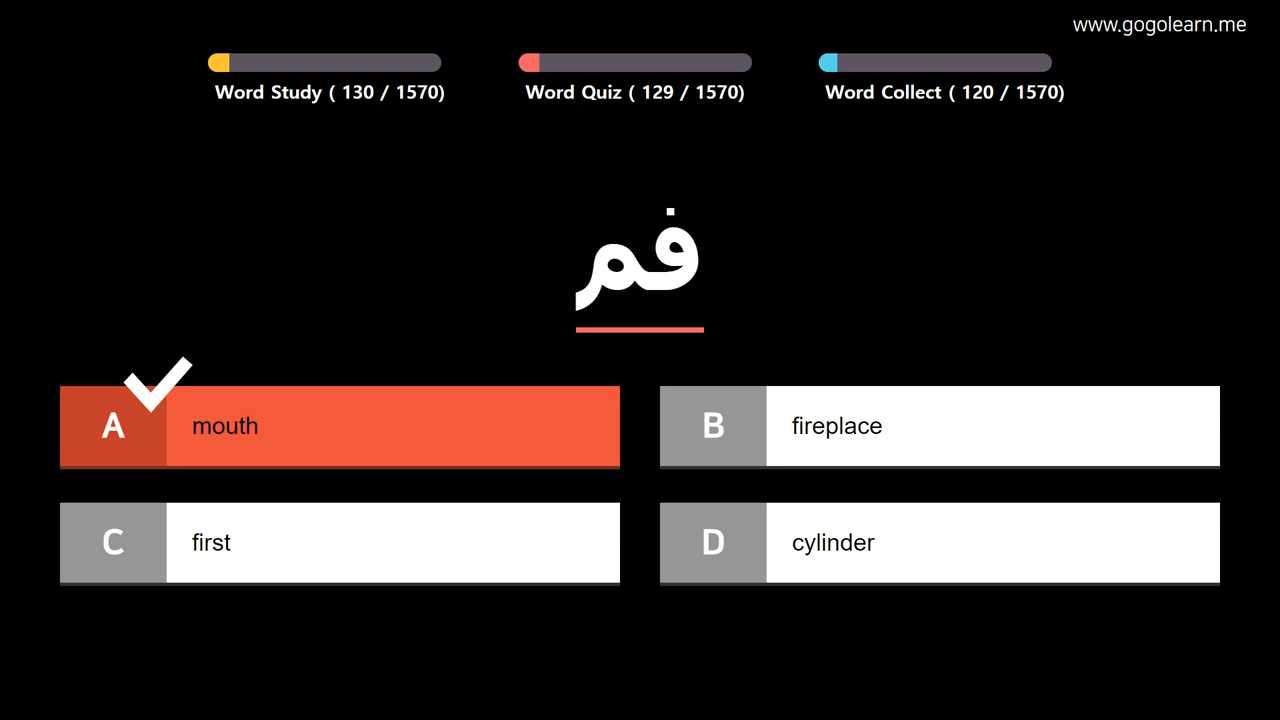 www.gogolearn.me
Word Study ( 130 / 1570)
Word Quiz ( 129 / 1570)
Word Collect ( 120 / 1570)
فم
A mouth
B fireplace
C first
D cylinder